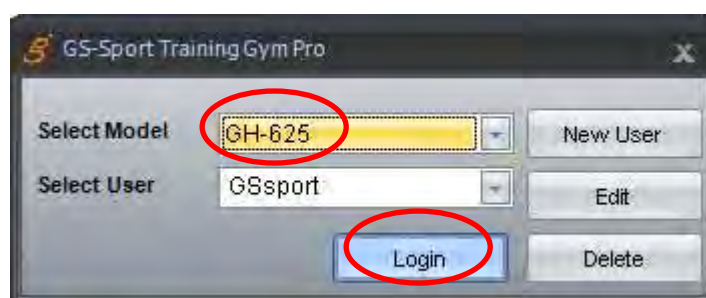 GS-Sport Training Gym Pro x
Select Model GH-625 New User
Select User GSsport Edit
Login Delete